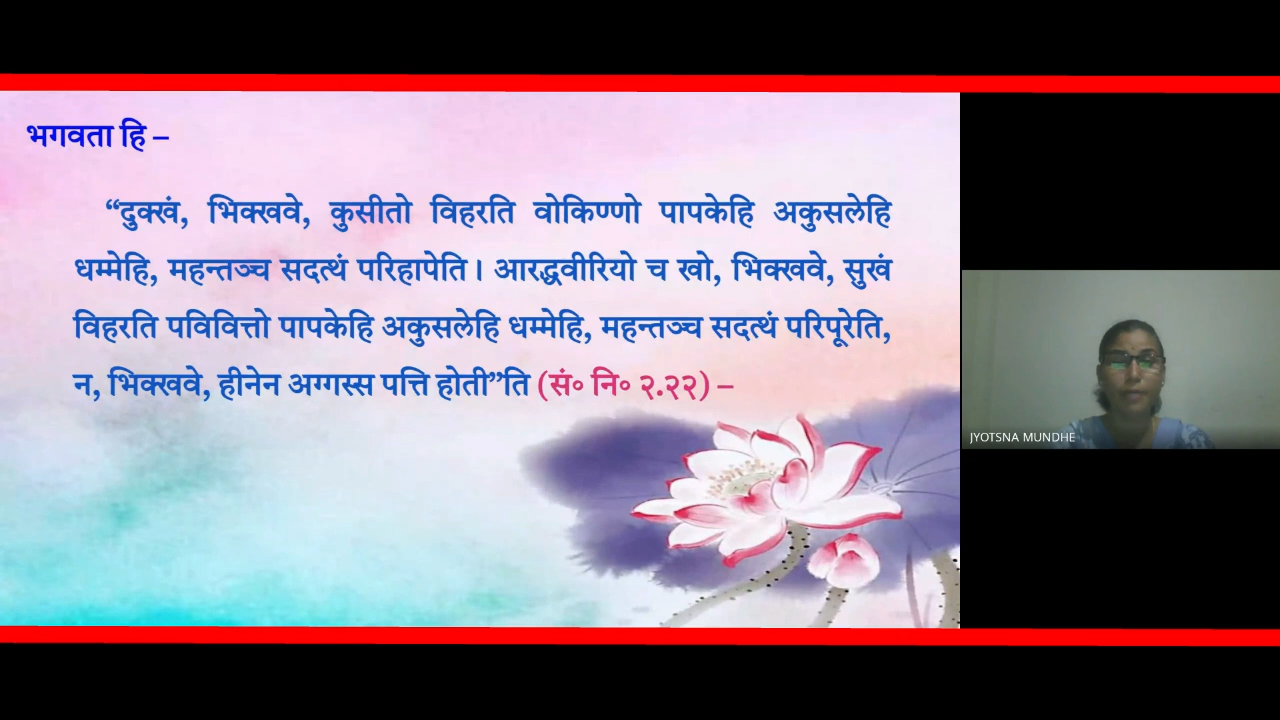 भगवता हि –
“दुक्खं, भिक्खवे, कुसीतो विहरति वोकिण्णो पापकेहि अकुसलेहि
धम्मेहि, महन्तञ्च सदत्थं परिहापेति। आरद्धवीरियो च खो, भिक्खवे, सुखं
विहरति पविवित्तो पापकेहि अकुसलेहि धम्मेहि, महन्तञ्च सदत्थं परिपूरेति,
न, भिक्खवे, हीनेन अग्गस्स पत्ति होती”ति (सं॰ नि॰ २.२२) –
JYOTSNA MUNDHE